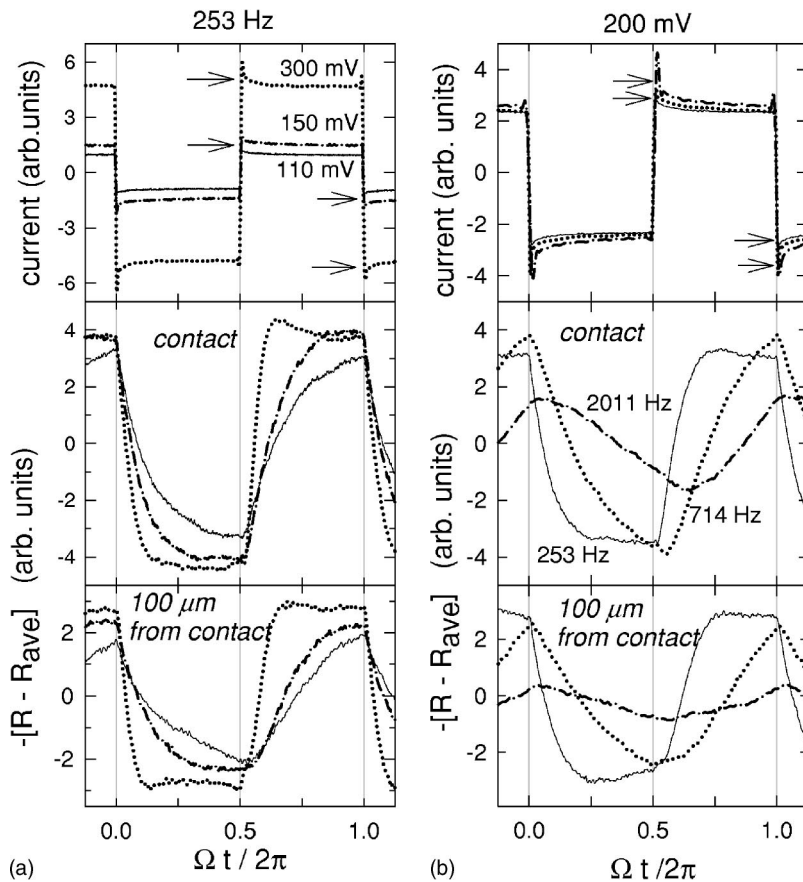 253 Hz
200 mV
6
3
0
-3
-6
current (arb.units)
300 mV
150 mV
110 mV
4
2
0
-2
-4
current (arb. units)
4
2
0
-2
-4
(arb. units)
contact
4
2
0
-2
-4
(arb. units)
contact
2011 Hz
714 Hz
253 Hz
2
0
-2
-[R - Rave]
100 μm
from contact
2
0
-2
-[R - Rave]
100 μm
from contact
0.0
0.5
1.0
0.0
0.5
1.0
(a)
Ω t / 2π
(b)
Ω t / 2π